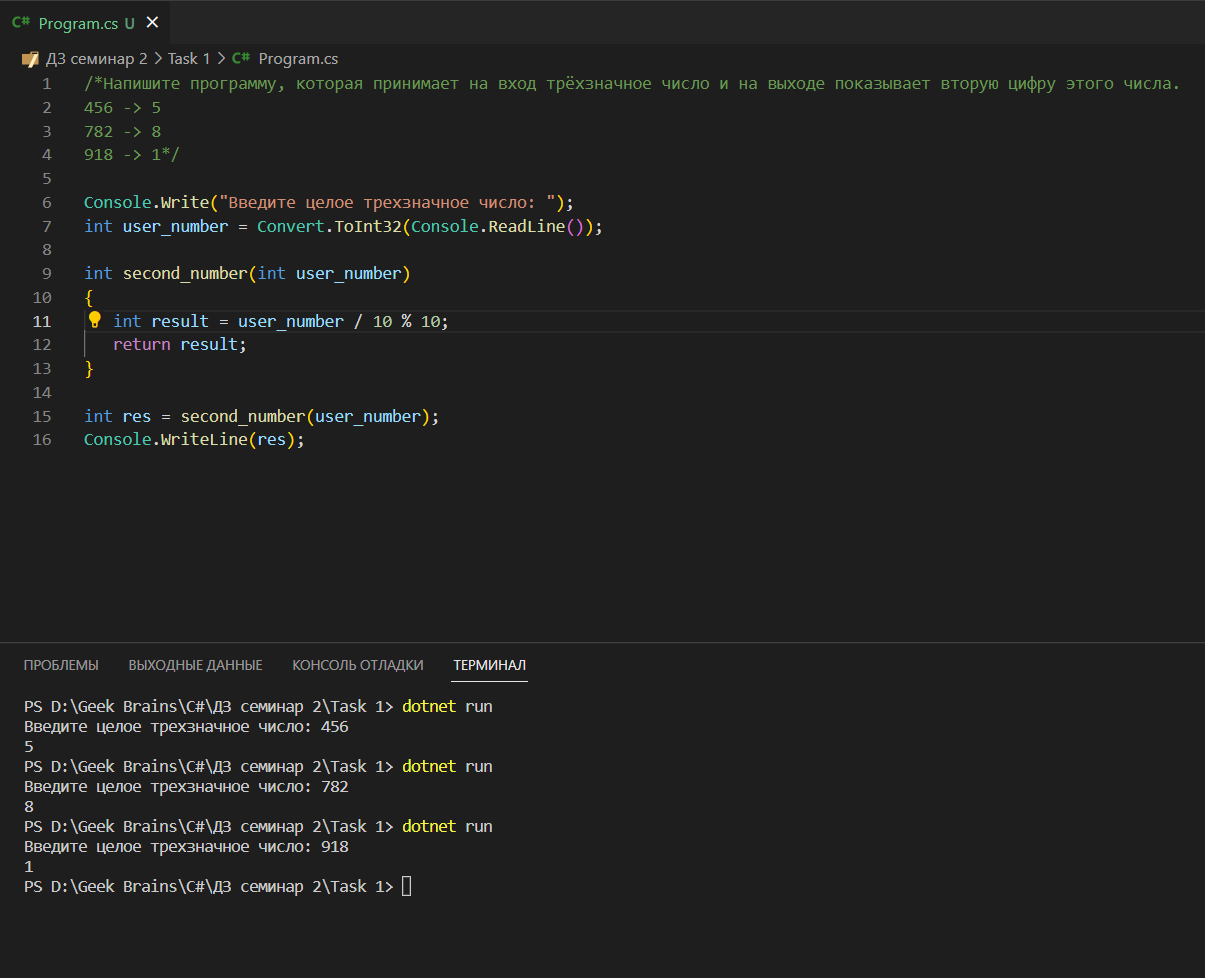 C# Program.cs U ×
ДЗ семинар 2 > Task 1 > C# Program.cs
1 /*Напишите программу, которая принимает на вход трёхзначное число и на выходе показывает вторую цифру этого числа.
2 456 -> 5
3 782 -> 8
4 918 -> 1*/
5
6 Console.Write("Введите целое трехзначное число: ");
7 int user_number = Convert.ToInt32(Console.ReadLine());
8
9 int second_number(int user_number)
10 {
11 int result = user_number / 10 % 10;
12 return result;
13 }
14
15 int res = second_number(user_number);
16 Console.WriteLine(res);
ПРОБЛЕМЫ ВЫХОДНЫЕ ДАННЫЕ КОНСОЛЬ ОТЛАДКИ ТЕРМИНАЛ
PS D:\Geek Brains\C#\ДЗ семинар 2\Task 1> dotnet run
Введите целое трехзначное число: 456
5
PS D:\Geek Brains\C#\ДЗ семинар 2\Task 1> dotnet run
Введите целое трехзначное число: 782
8
PS D:\Geek Brains\C#\ДЗ семинар 2\Task 1> dotnet run
Введите целое трехзначное число: 918
1
PS D:\Geek Brains\C#\ДЗ семинар 2\Task 1>